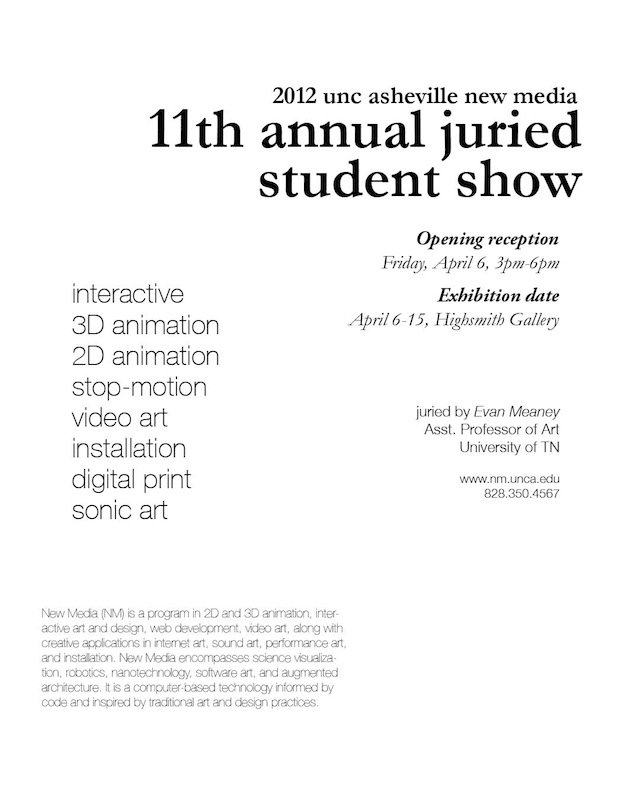 2012 unc asheville new media
11th annual juried
student show
Opening reception
Friday, April 6, 3pm-6pm
Exhibition date
April 6-15, Highsmith Gallery
interactive
3D animation
2D animation
stop-motion
video art
installation
digital print
sonic art
juried by Evan Meaney
Asst. Professor of Art
University of TN
www.nm.unca.edu
828.350.4567
New Media (NM) is a program in 2D and 3D animation, inter-
active art and design, web development, video art, along with
creative applications in internet art, sound art, performance art,
and installation. New Media encompasses science visualiza-
tion, robotics, nanotechnology, software art, and augmented
architecture. It is a computer-based technology informed by
code and inspired by traditional art and design practices.